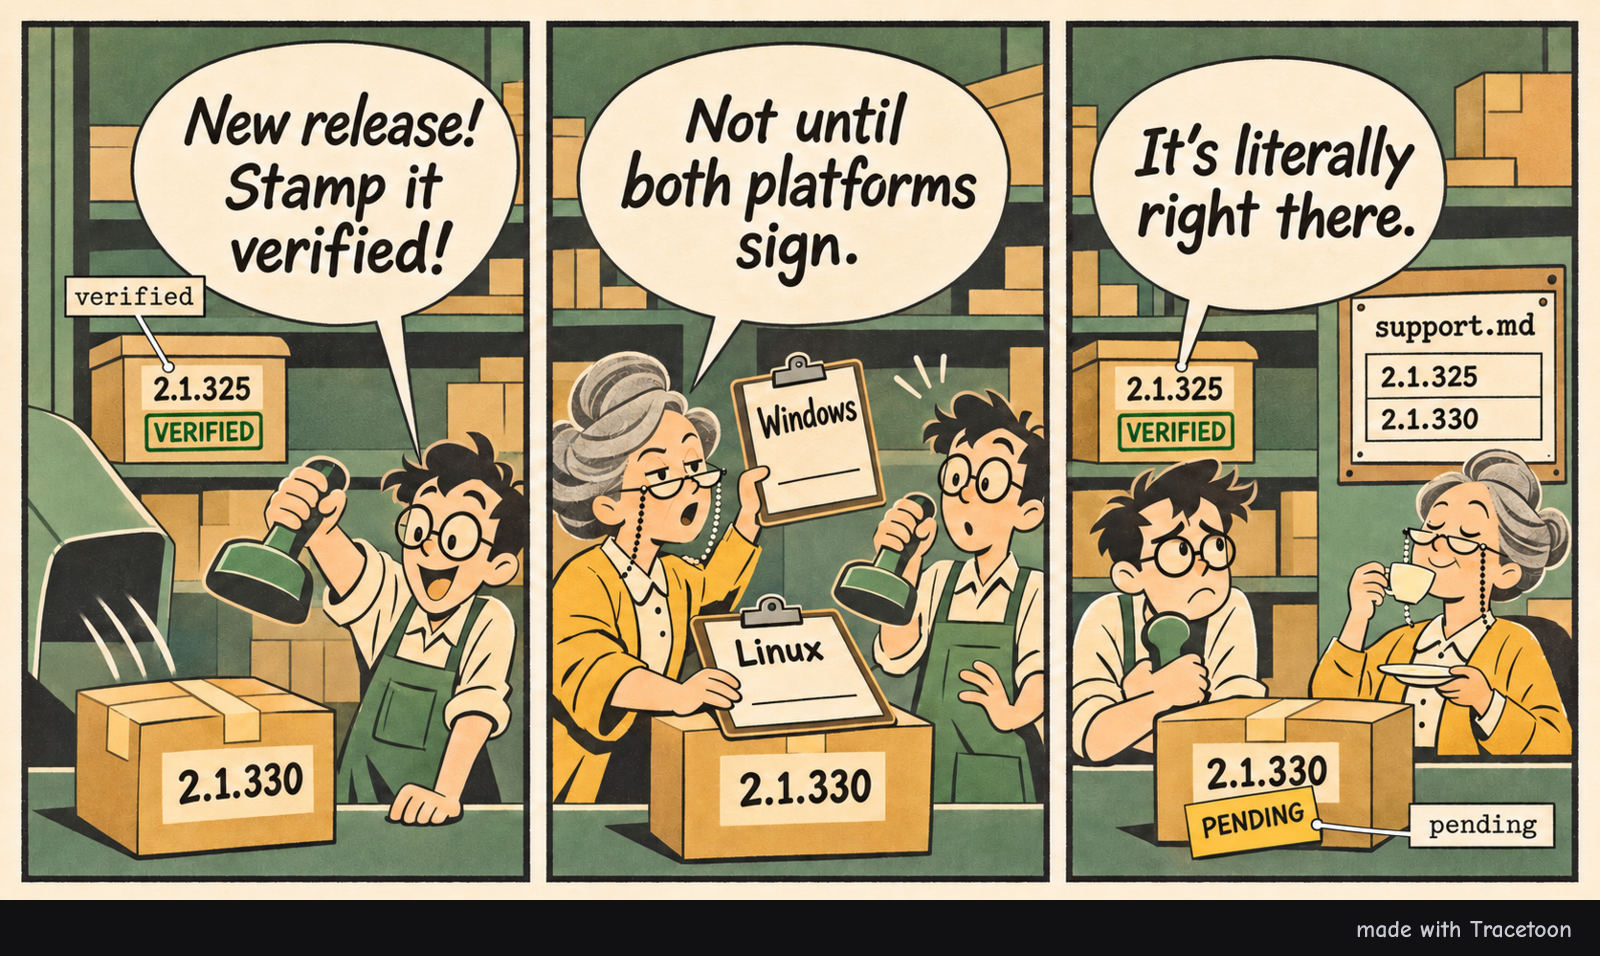 New release!
Stamp it
verified!
verified
2.1.325
VERIFIED
2.1.330
Not until
both platforms
sign.
Windows
Linux
2.1.330
It's literally
right there.
support.md
2.1.325
2.1.330
2.1.325
VERIFIED
2.1.330
PENDING
pending
made with Tracetoon